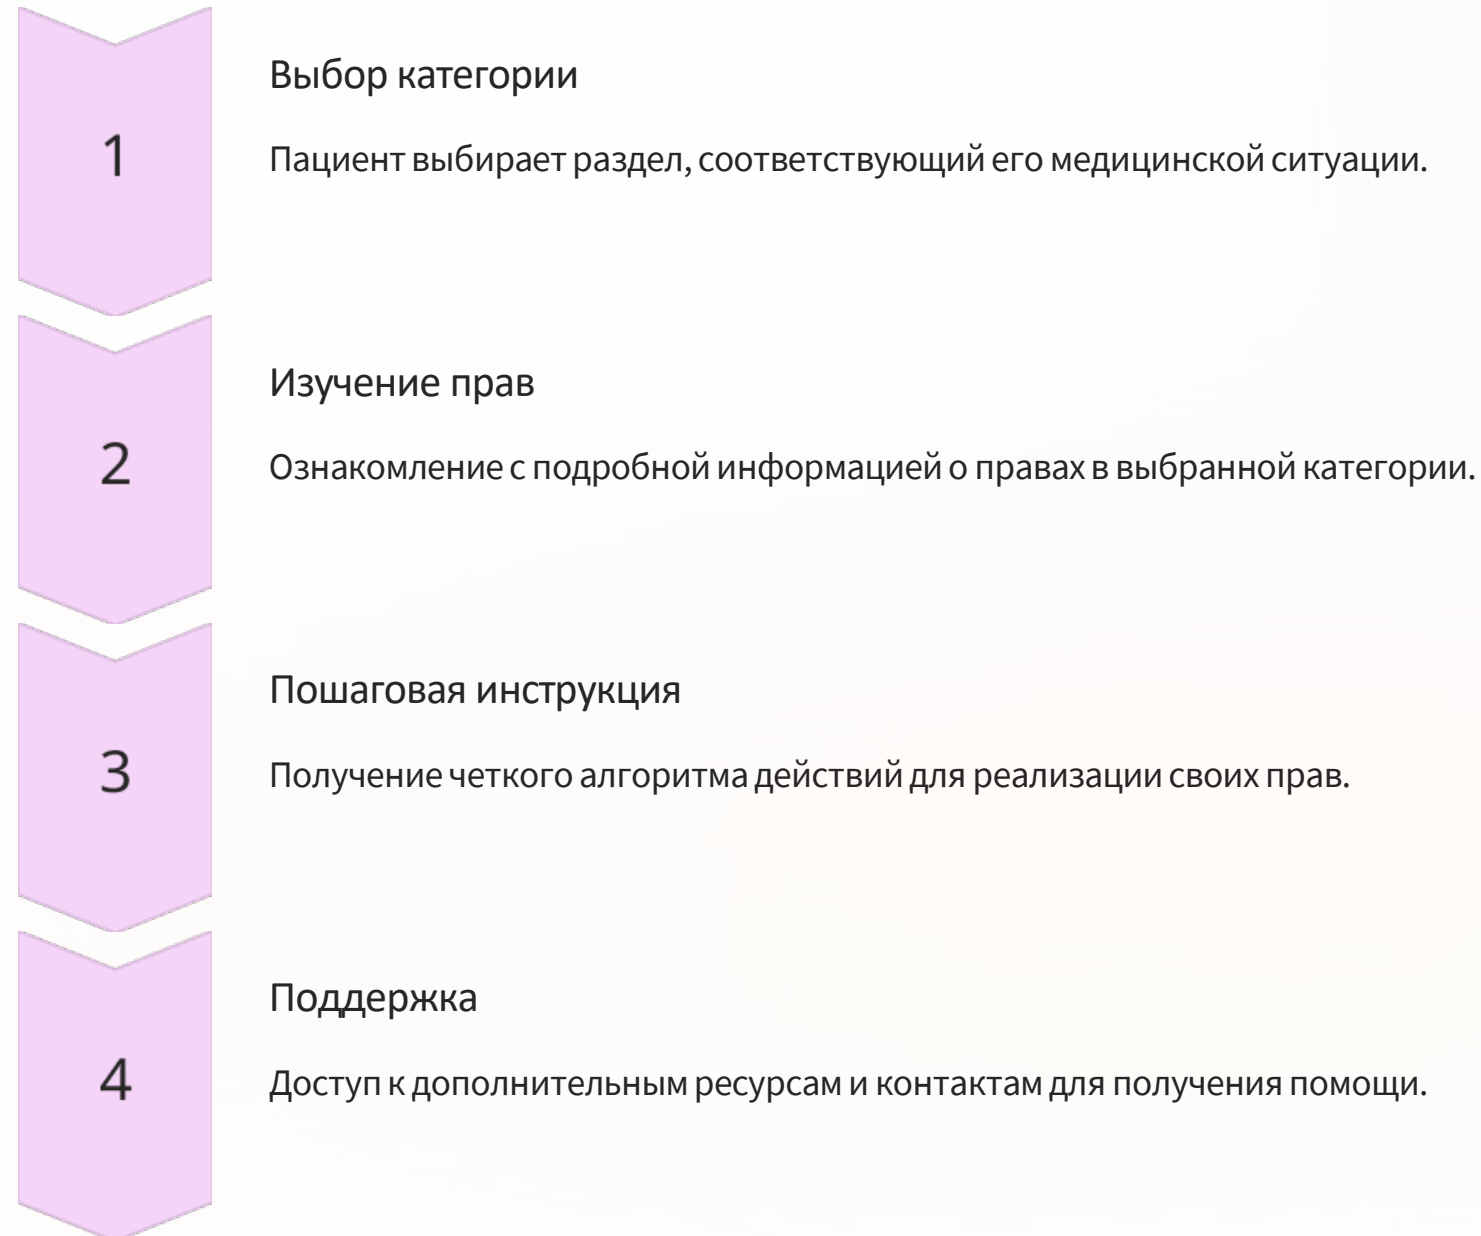 1
Выбор категории
Пациент выбирает раздел, соответствующий его медицинской ситуации.
2
Изучение прав
Ознакомление с подробной информацией о правах в выбранной категории.
3
Пошаговая инструкция
Получение четкого алгоритма действий для реализации своих прав.
4
Поддержка
Доступ к дополнительным ресурсам и контактам для получения помощи.